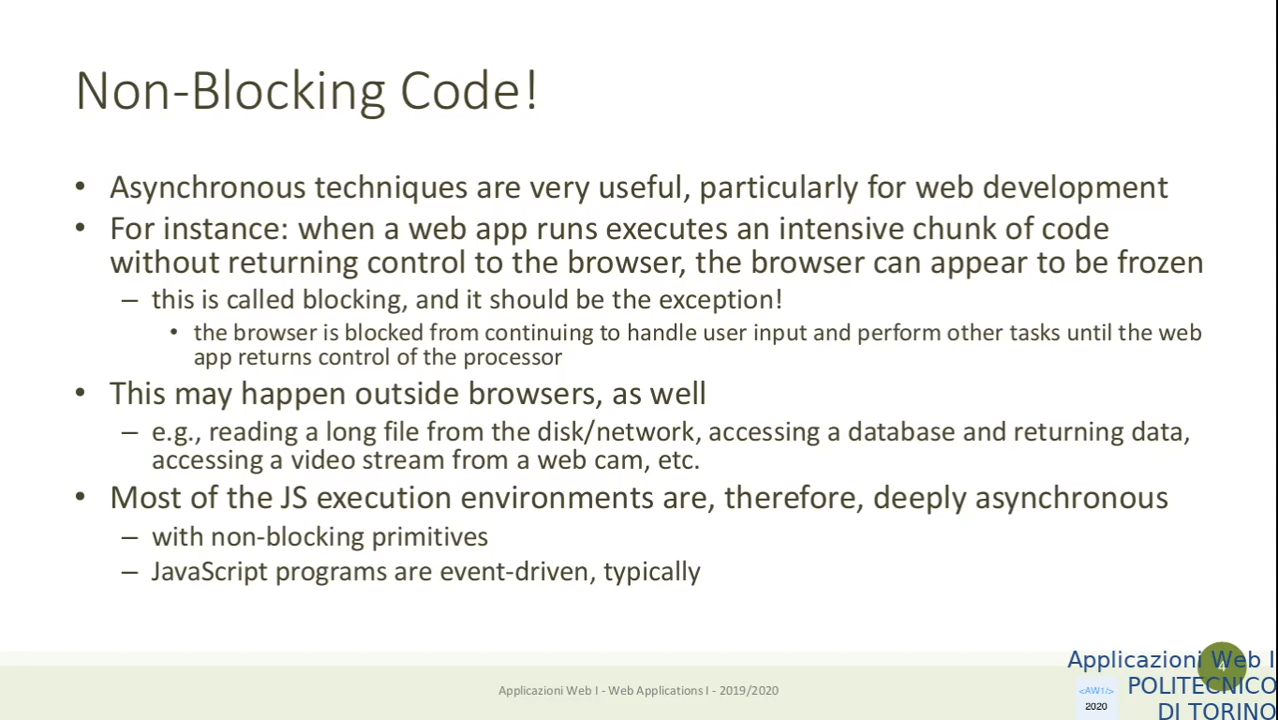 Non-Blocking Code!
• Asynchronous techniques are very useful, particularly for web development
• For instance: when a web app runs executes an intensive chunk of code
without returning control to the browser, the browser can appear to be frozen
– this is called blocking, and it should be the exception!
• the browser is blocked from continuing to handle user input and perform other tasks until the web
app returns control of the processor
• This may happen outside browsers, as well
– e.g., reading a long file from the disk/network, accessing a database and returning data,
accessing a video stream from a web cam, etc.
• Most of the JS execution environments are, therefore, deeply asynchronous
– with non-blocking primitives
– JavaScript programs are event-driven, typically
Applicazioni Web I - Web Applications I - 2019/2020
4
Applicazioni Web I
POLITECNICO
DI TORINO
<AW1/>
2020